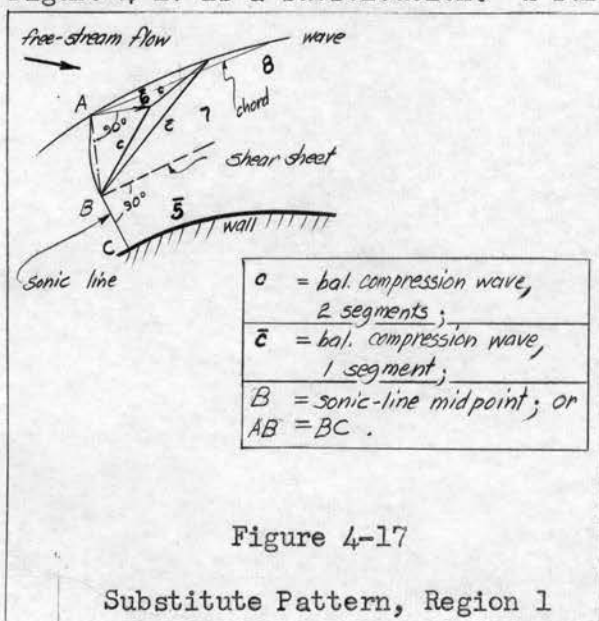 free-stream flow
wave
8
chord
A
6̄
c
90°
c
c̄
7
shear sheet
B
90°
5̄
wall
C
sonic line
c = bal. compression wave,
2 segments;
c̄ = bal. compression wave,
1 segment;
B = sonic-line midpoint; or
AB = BC.
Figure 4-17
Substitute Pattern, Region 1